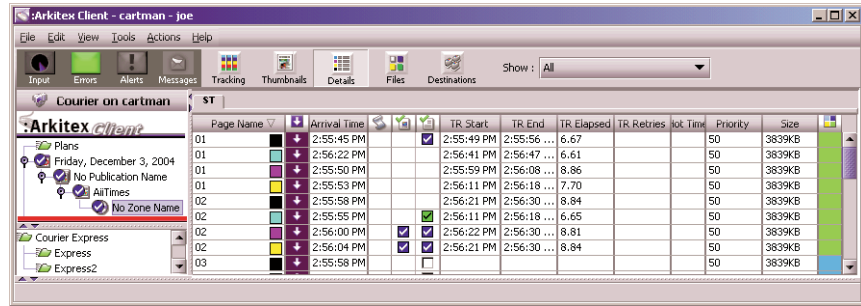 :Arkitex Client - cartman - joe
File Edit View Tools Actions Help
Input Errors Alerts Messages Tracking Thumbnails Details Files Destinations Show : All
Courier on cartman
ST
:Arkitex Client
Plans
Friday, December 3, 2004
No Publication Name
AiiTimes
No Zone Name
Courier Express
Express
Express2
Page Name Arrival Time TR Start TR End TR Elapsed TR Retries iot Time Priority Size
01 2:55:45 PM 2:55:49 PM 2:55:56 ... 6.67 50 3839KB
01 2:56:22 PM 2:56:41 PM 2:56:47 ... 6.61 50 3839KB
01 2:55:50 PM 2:55:59 PM 2:56:08 ... 8.86 50 3839KB
01 2:55:53 PM 2:56:11 PM 2:56:18 ... 7.70 50 3839KB
02 2:55:58 PM 2:56:21 PM 2:56:30 ... 8.84 50 3839KB
02 2:55:55 PM 2:56:11 PM 2:56:18 ... 6.65 50 3839KB
02 2:56:00 PM 2:56:22 PM 2:56:30 ... 8.81 50 3839KB
02 2:56:04 PM 2:56:21 PM 2:56:30 ... 8.84 50 3839KB
03 2:55:58 PM 50 3839KB